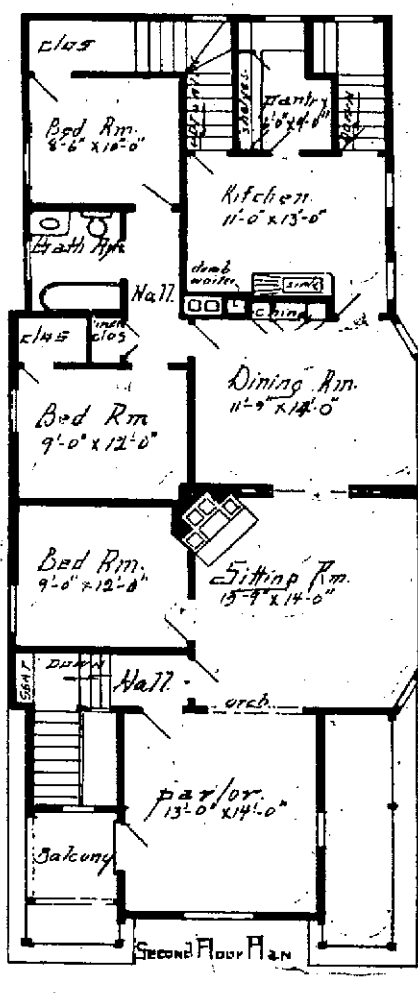 clos
Bed Rm.
8'-6" x 10'-0"
shelves
pantry
Down
Kitchen
11'-0" x 13'-0"
Bath Rm
dumb
waiter
sink
Hall
china
clos
linen
clos
Dining Rm.
11'-9" x 14'-0"
Bed Rm
9'-0" x 12'-0"
Bed Rm.
9'-0" x 12'-0"
Sitting Rm.
13'-9" x 14'-0"
SEAT
DOWN
Hall
arch
parlor.
13'-0" x 14'-0"
Balcony
SECOND FLOOR PLAN